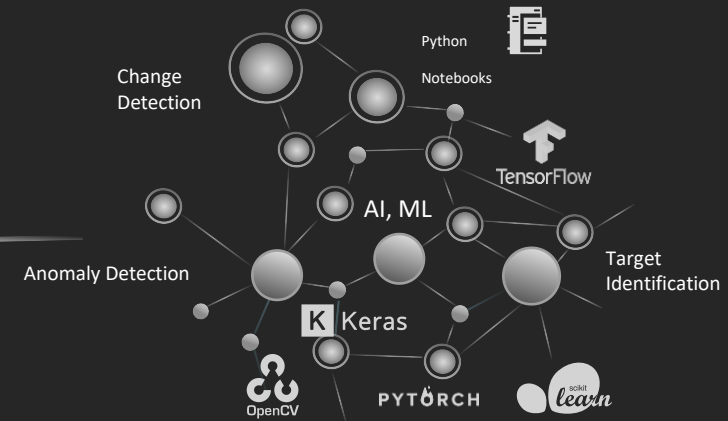 Python
Notebooks
Change
Detection
TensorFlow
AI, ML
Anomaly Detection
Target
Identification
K Keras
OpenCV
PYTORCH
scikit
learn